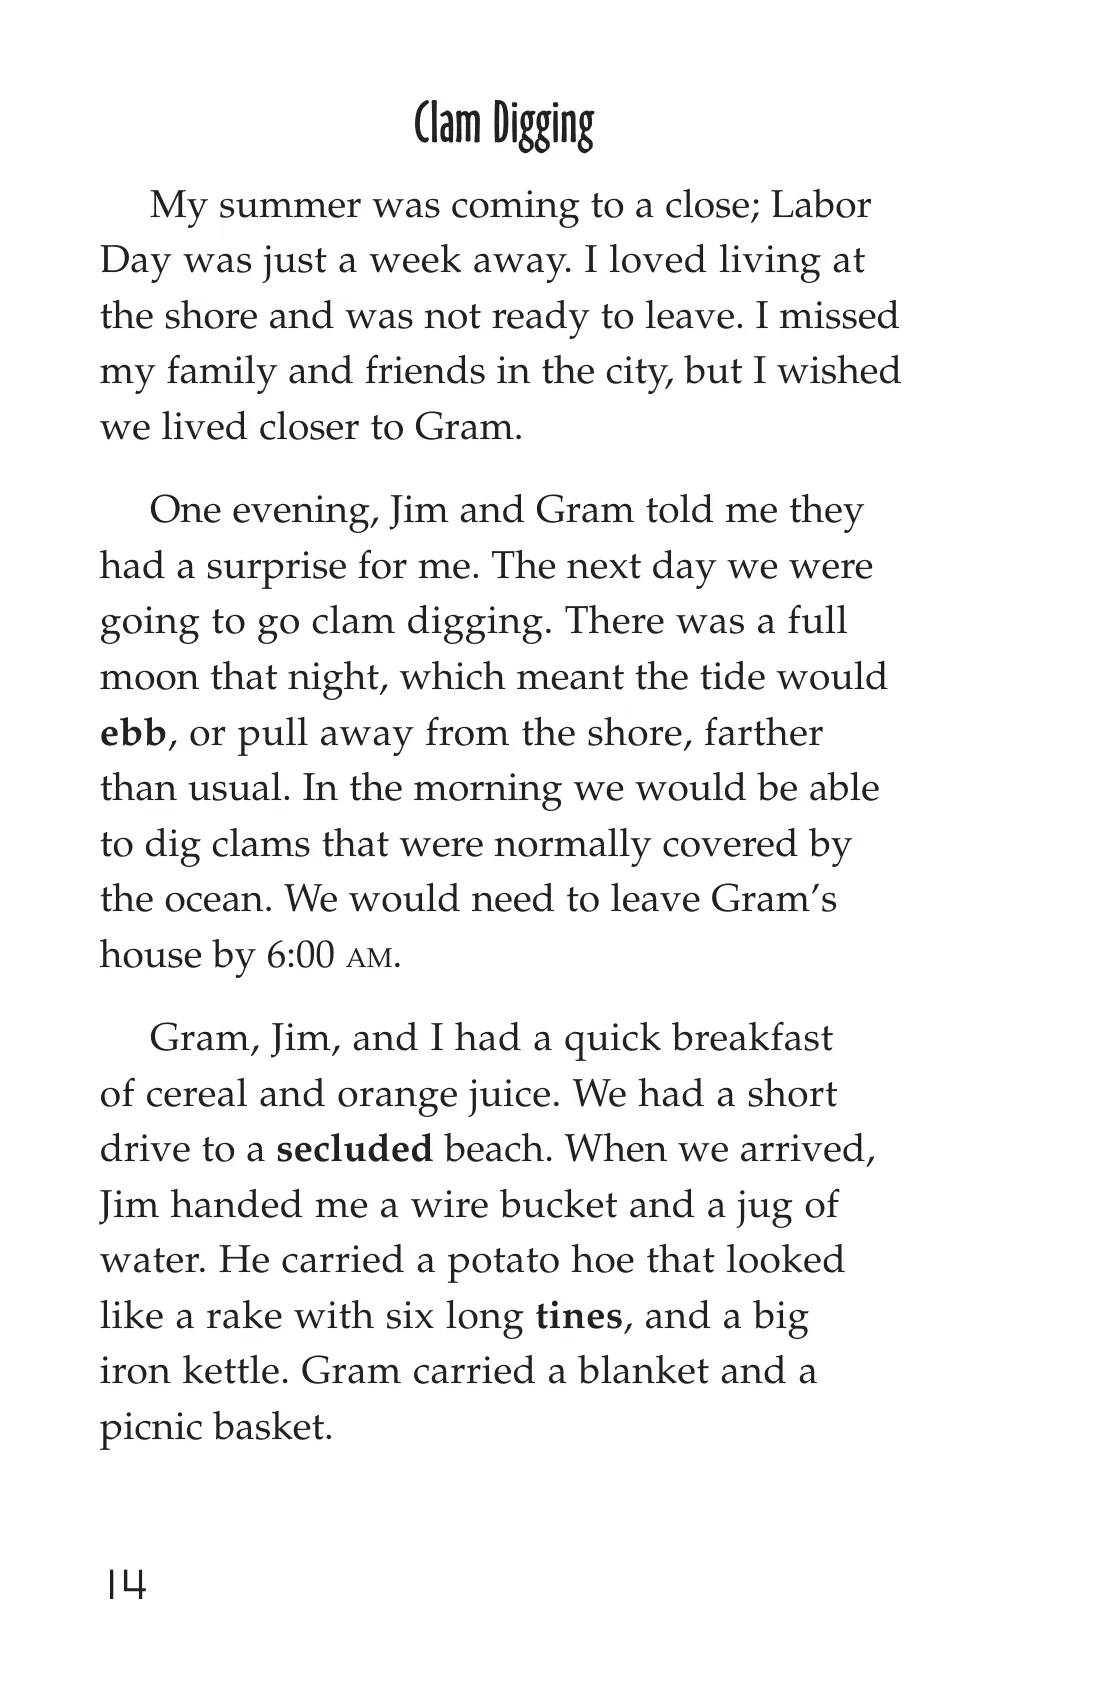 Clam Digging
My summer was coming to a close; Labor
Day was just a week away. I loved living at
the shore and was not ready to leave. I missed
my family and friends in the city, but I wished
we lived closer to Gram.
One evening, Jim and Gram told me they
had a surprise for me. The next day we were
going to go clam digging. There was a full
moon that night, which meant the tide would
ebb, or pull away from the shore, farther
than usual. In the morning we would be able
to dig clams that were normally covered by
the ocean. We would need to leave Gram’s
house by 6:00 AM.
Gram, Jim, and I had a quick breakfast
of cereal and orange juice. We had a short
drive to a secluded beach. When we arrived,
Jim handed me a wire bucket and a jug of
water. He carried a potato hoe that looked
like a rake with six long tines, and a big
iron kettle. Gram carried a blanket and a
picnic basket.
14